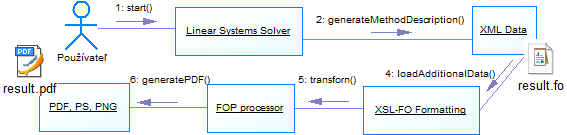 1: start()
2: generateMethodDescription()
Linear Systems Solver
XML Data
Používateľ
result.pdf
result.fo
6: generatePDF()
5: transforn()
4: loadAdditionalData()
PDF, PS, PNG
FOP processor
XSL-FO Formatting